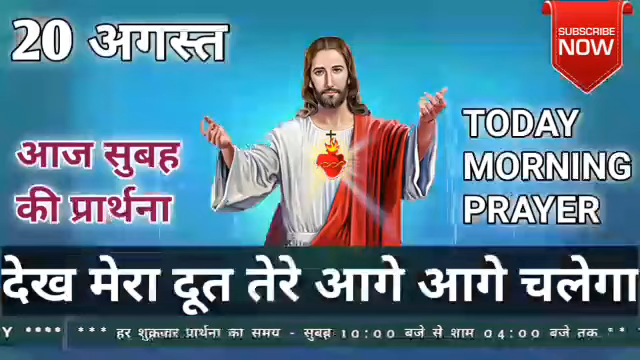 20 अगस्त
SUBSCRIBE
NOW
आज सुबह
की प्रार्थना
TODAY
MORNING
PRAYER
देख मेरा दूत तेरे आगे आगे चलेगा
Y **** *** हर शुक्रवार प्रार्थना का समय - सुबह 10:00 बजे से शाम 04:00 बजे तक **